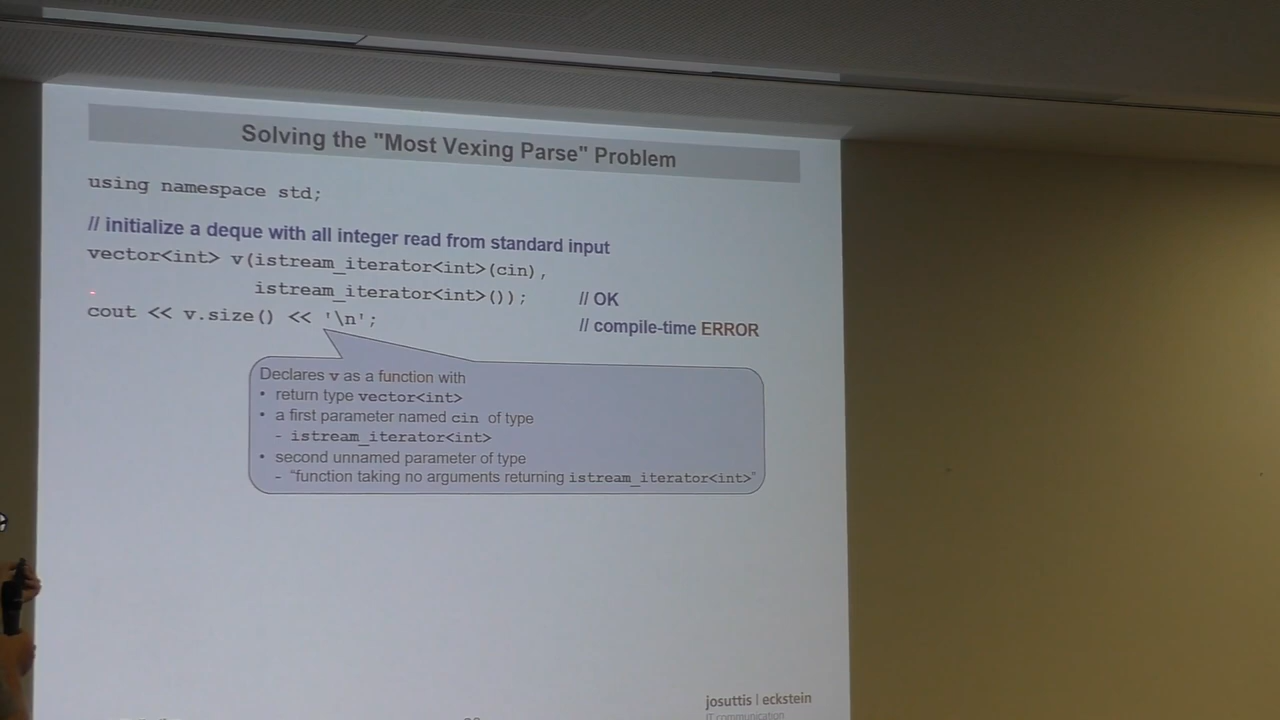 Solving the "Most Vexing Parse" Problem
using namespace std;
// initialize a deque with all integer read from standard input
vector<int> v(istream_iterator<int>(cin),
istream_iterator<int>()); // OK
cout << v.size() << '\n'; // compile-time ERROR
Declares v as a function with
• return type vector<int>
• a first parameter named cin of type
- istream_iterator<int>
• second unnamed parameter of type
- "function taking no arguments returning istream_iterator<int>"
josuttis | eckstein
IT communication